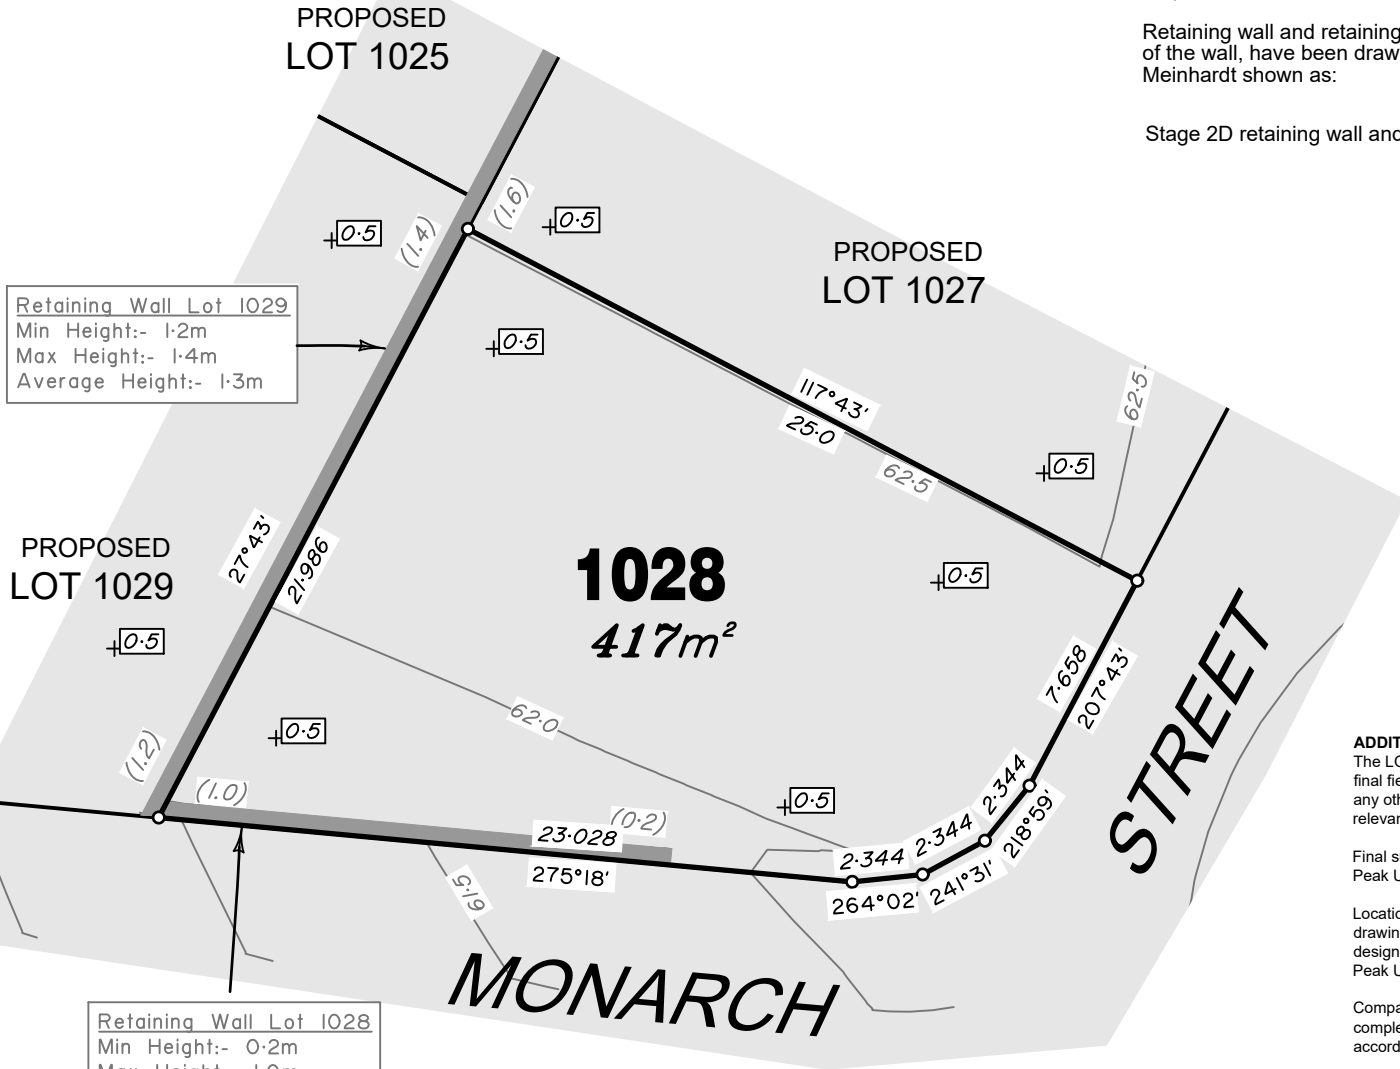 PROPOSED
LOT 1025
Retaining wall and retaining
of the wall, have been draw
Meinhardt shown as:
Stage 2D retaining wall and
(1.6)
0·5
0·5
(1.4)
PROPOSED
LOT 1027
Retaining Wall Lot 1029
Min Height:- 1·2m
Max Height:- 1·4m
Average Height:- 1·3m
0·5
117°43'
25·0
62·5
62·5
0·5
PROPOSED
LOT 1029
27°43'
21·986
1028
417m²
0·5
0·5
7·658
207°43'
STREET
62·0
0·5
(1.2)
(1.0)
(0·2)
0·5
23·028
275°18'
2·344
2·344
2·344
264°02'
241°31'
218°59'
61·5
MONARCH
Retaining Wall Lot 1028
Min Height:- 0·2m
Max Height:- 1·0m
ADDIT
The LO
final fie
any oth
relevar
Final s
Peak U
Locatio
drawin
design
Peak U
Compa
comple
accord